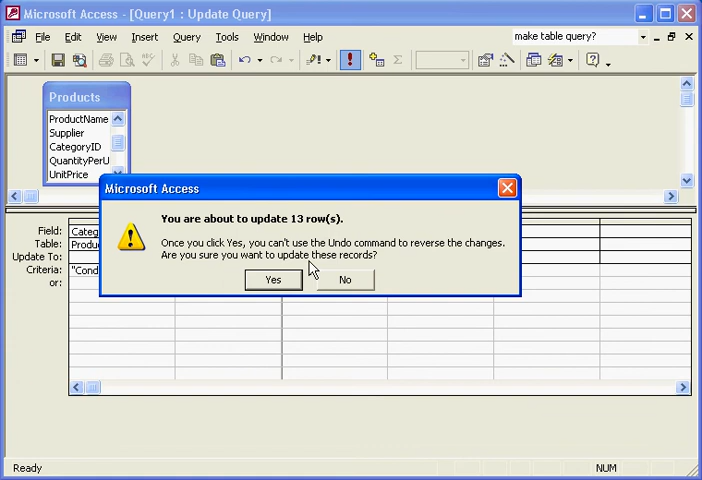 Microsoft Access - [Query1 : Update Query]
File Edit View Insert Query Tools Window Help make table query?
Products
ProductName
Supplier
CategoryID
QuantityPerU
UnitPrice
Microsoft Access
You are about to update 13 row(s).
Once you click Yes, you can't use the Undo command to reverse the changes.
Are you sure you want to update these records?
Yes No
Field: Categ
Table: Produ
Update To:
Criteria: "Cond
or:
Ready NUM